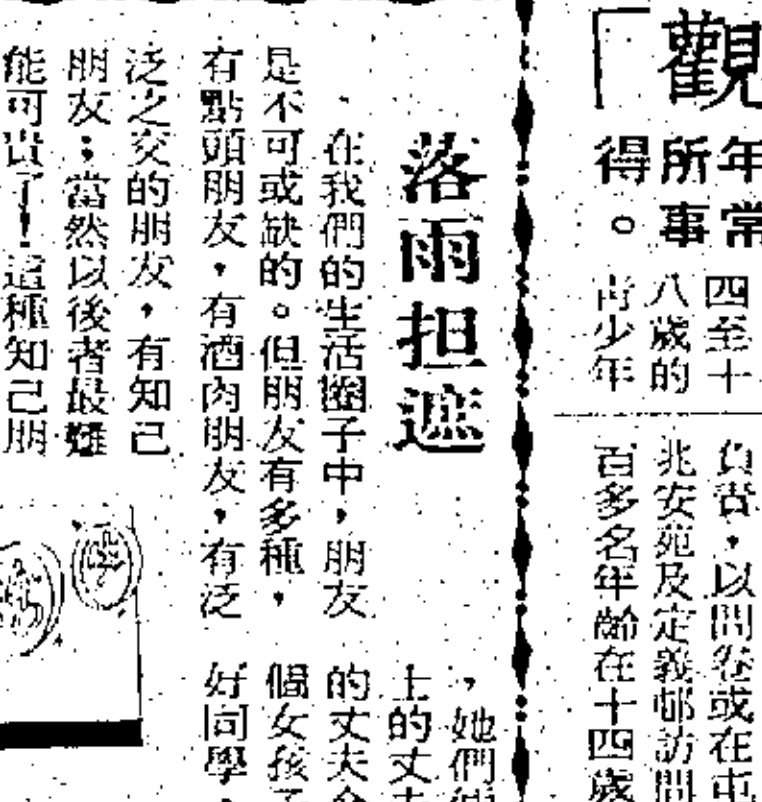 「觀
年常
所事
得。
四至十
八歲的
青少年
負責，以問卷或在屯
兆安苑及定義邨訪問
百多名年齡在十四歲
落雨担遮
在我們的生活圈子中，朋友
是不可或缺的。但朋友有多種，
有點頭朋友，有酒肉朋友，有泛
泛之交的朋友，有知己
朋友；當然以後者最難
能可貴了！這種知己朋
，她們
上的丈夫
的丈夫
個女孩子
好同學，